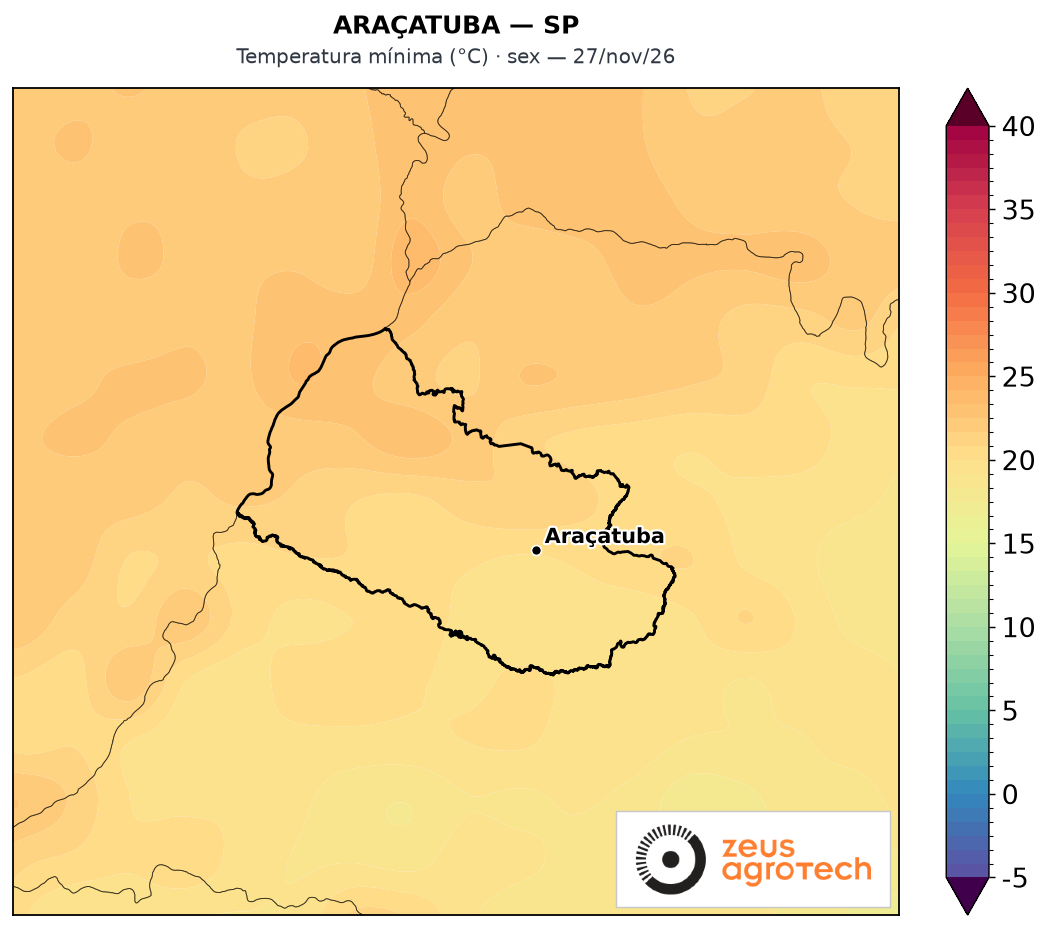 ARAÇATUBA — SP
Temperatura mínima (°C) · sex — 27/nov/26
40
35
30
25
20
15
10
5
0
-5
Araçatuba
zeus
agrotech